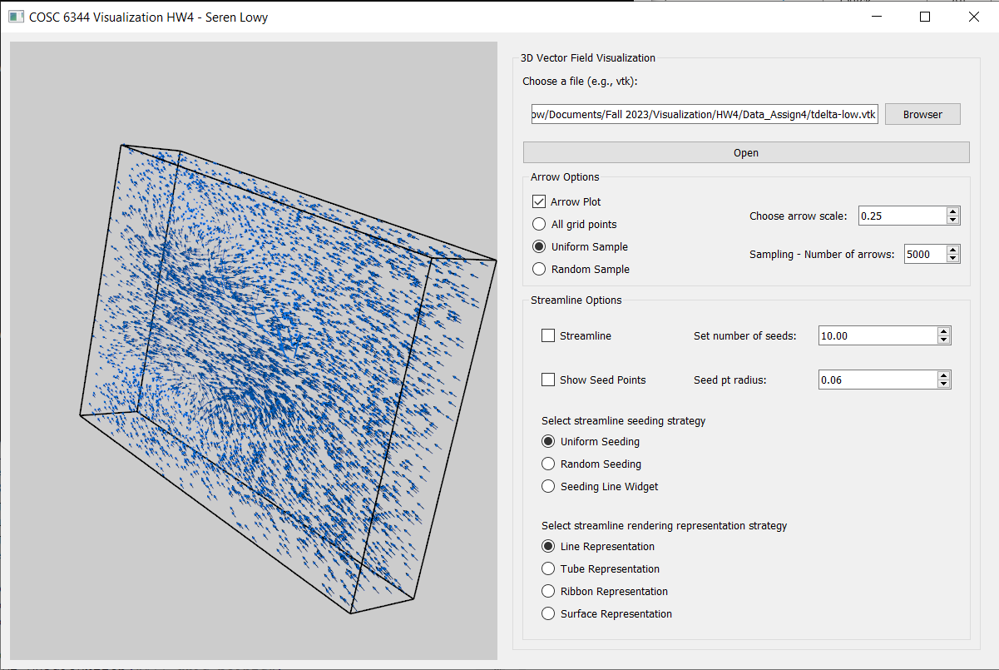 COSC 6344 Visualization HW4 - Seren Lowy
3D Vector Field Visualization
Choose a file (e.g., vtk):
ow/Documents/Fall 2023/Visualization/HW4/Data_Assign4/tdelta-low.vtk Browser
Open
Arrow Options
Arrow Plot
All grid points
Choose arrow scale: 0.25
Uniform Sample
Sampling - Number of arrows: 5000
Random Sample
Streamline Options
Streamline Set number of seeds: 10.00
Show Seed Points Seed pt radius: 0.06
Select streamline seeding strategy
Uniform Seeding
Random Seeding
Seeding Line Widget
Select streamline rendering representation strategy
Line Representation
Tube Representation
Ribbon Representation
Surface Representation